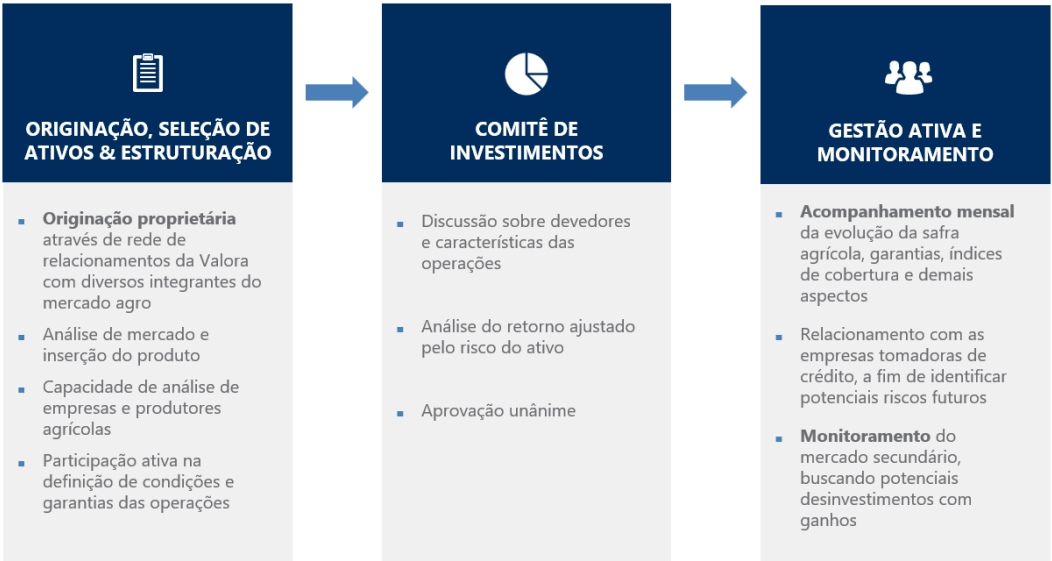 ORIGINAÇÃO, SELEÇÃO DE
ATIVOS & ESTRUTURAÇÃO
▪ Originação proprietária
através de rede de
relacionamentos da Valora
com diversos integrantes do
mercado agro
▪ Análise de mercado e
inserção do produto
▪ Capacidade de análise de
empresas e produtores
agrícolas
▪ Participação ativa na
definição de condições e
garantias das operações
COMITÊ DE
INVESTIMENTOS
▪ Discussão sobre devedores
e características das
operações
▪ Análise do retorno ajustado
pelo risco do ativo
▪ Aprovação unânime
GESTÃO ATIVA E
MONITORAMENTO
▪ Acompanhamento mensal
da evolução da safra
agrícola, garantias, índices
de cobertura e demais
aspectos
▪ Relacionamento com as
empresas tomadoras de
crédito, a fim de identificar
potenciais riscos futuros
▪ Monitoramento do
mercado secundário,
buscando potenciais
desinvestimentos com
ganhos